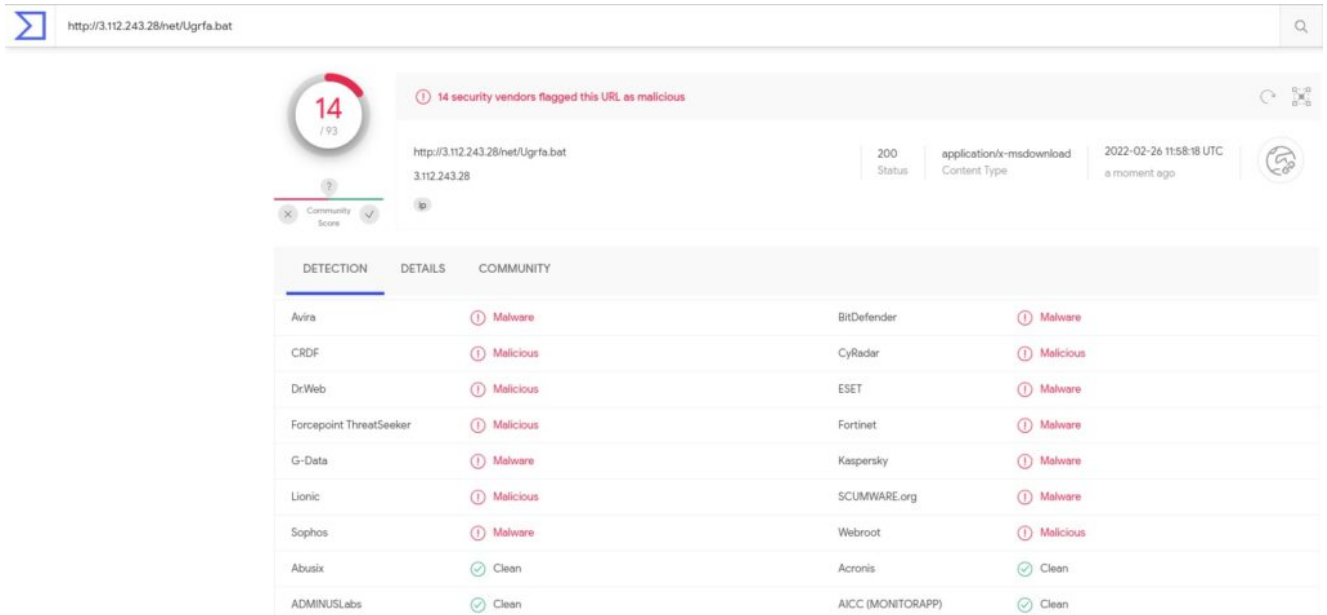 http://3.112.243.28/net/Ugrfa.bat
14
/ 93
14 security vendors flagged this URL as malicious
http://3.112.243.28/net/Ugrfa.bat
3.112.243.28
ip
200
Status
application/x-msdownload
Content Type
2022-02-26 11:58:18 UTC
a moment ago
?
Community
Score
DETECTION DETAILS COMMUNITY
Avira Malware BitDefender Malware
CRDF Malicious CyRadar Malicious
Dr.Web Malicious ESET Malware
Forcepoint ThreatSeeker Malicious Fortinet Malware
G-Data Malware Kaspersky Malware
Lionic Malicious SCUMWARE.org Malware
Sophos Malware Webroot Malicious
Abusix Clean Acronis Clean
ADMINUSLabs Clean AICC (MONITORAPP) Clean